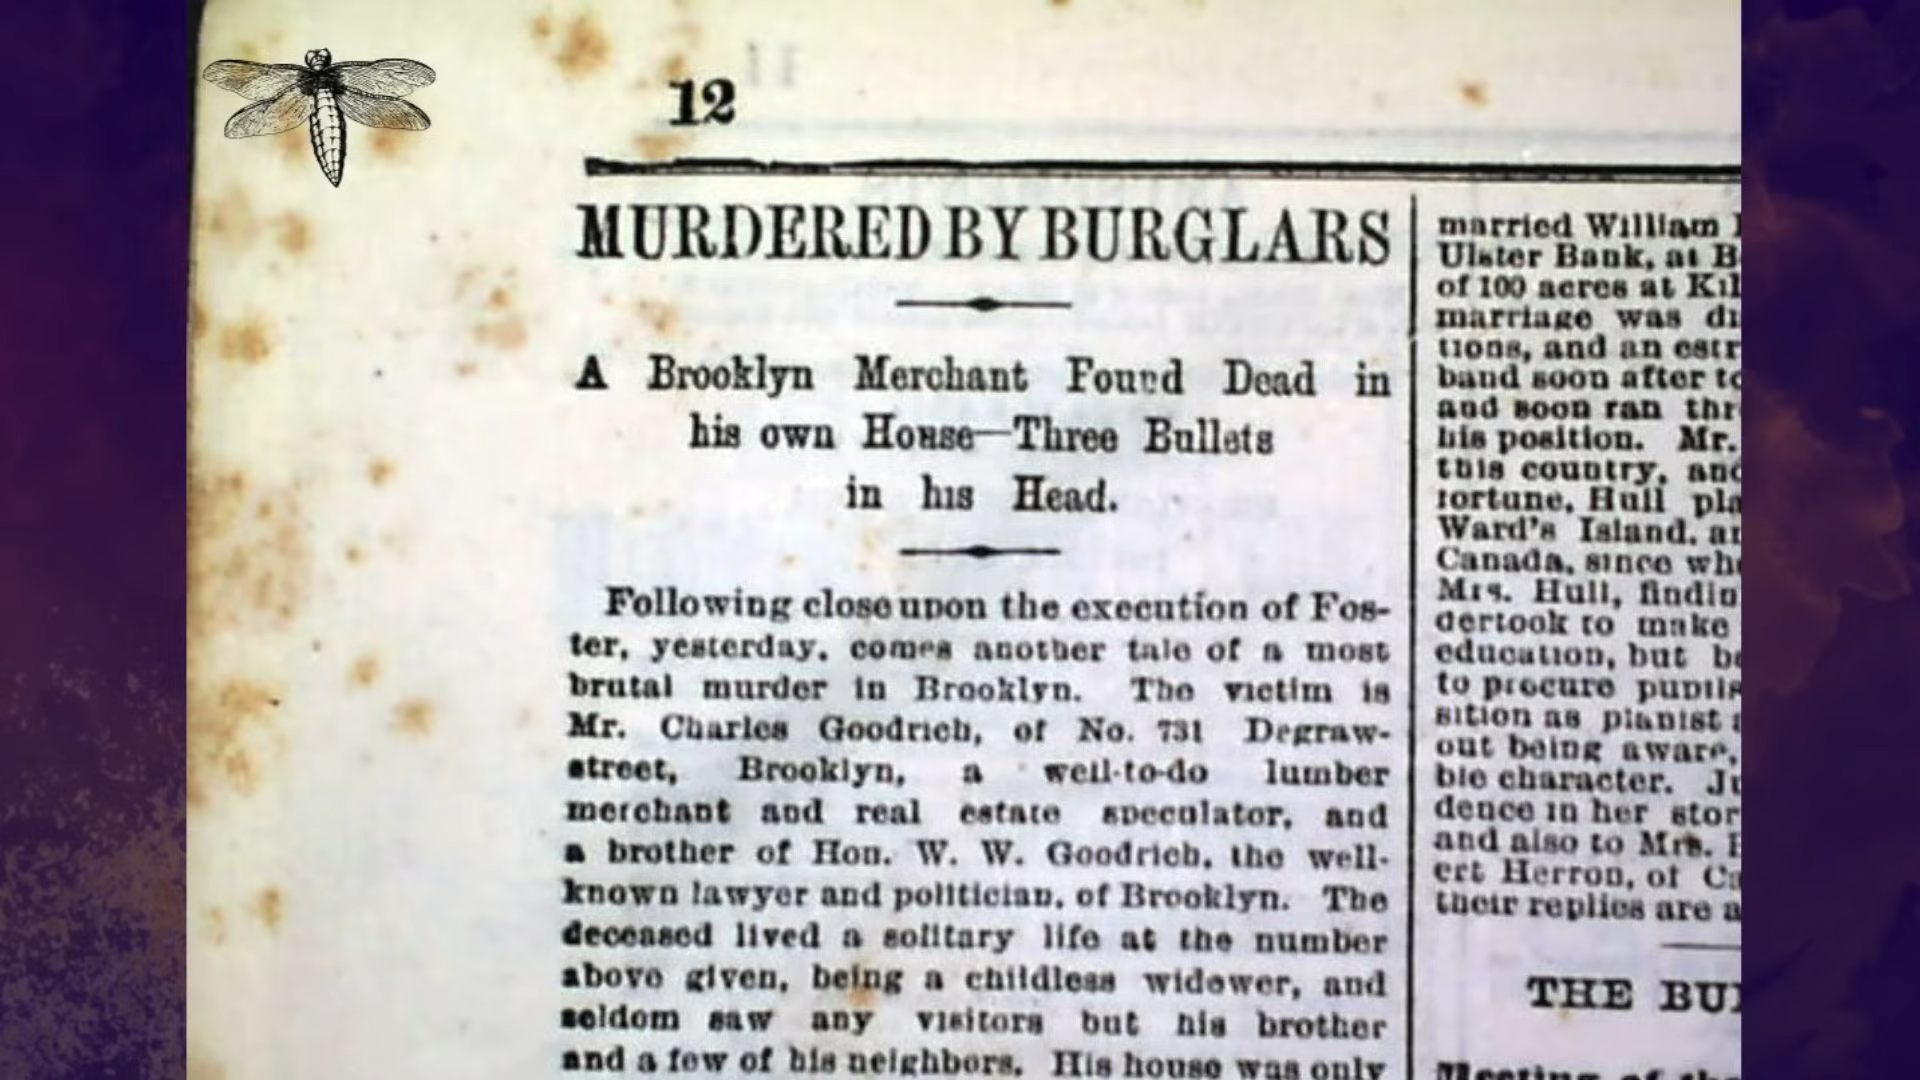 12
MURDERED BY BURGLARS
A Brooklyn Merchant Found Dead in
his own House—Three Bullets
in his Head.
Following close upon the execution of Fos-
ter, yesterday, comes another tale of a most
brutal murder in Brooklyn. The victim is
Mr. Charles Goodrich, of No. 731 Degraw-
street, Brooklyn, a well-to-do lumber
merchant and real estate speculator, and
a brother of Hon. W. W. Goodrich, the well-
known lawyer and politician, of Brooklyn. The
deceased lived a solitary life at the number
above given, being a childless widower, and
seldom saw any visitors but his brother
and a few of his neighbors. His house was only
married William
Ulster Bank, at B
of 100 acres at Kil
marriage was di
tions, and an estr
band soon after to
and soon ran thr
his position. Mr.
this country, and
fortune, Hull pla
Ward's Island, an
Canada, since wh
Mrs. Hull, findin
dertook to make
education, but b
to procure pupils
sition as pianist
out being aware,
ble character. Ju
dence in her stor
and also to Mrs.
ert Herron, of Ca
their replies are a
THE BU
Meeting of the